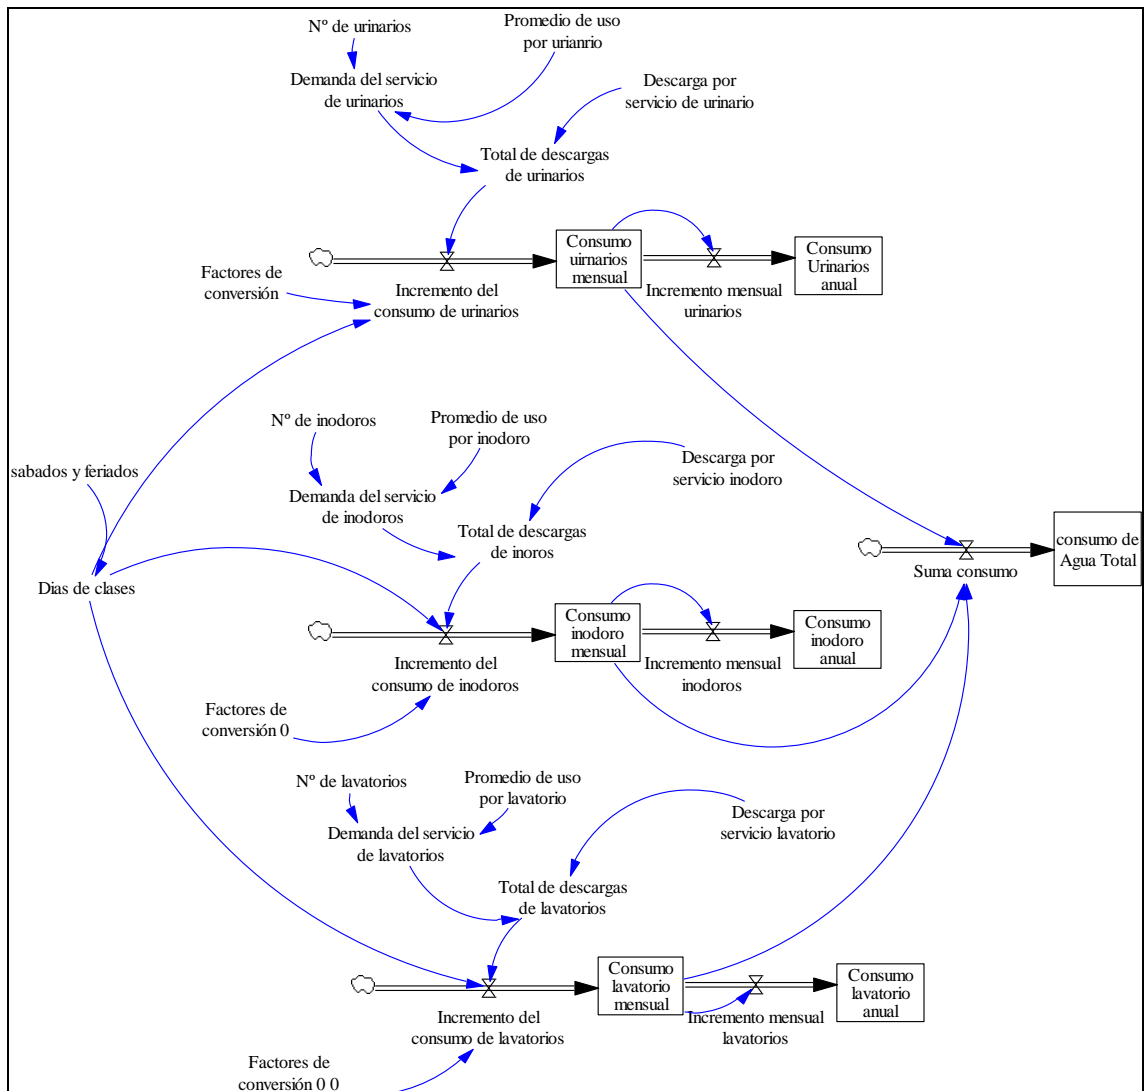 Nº de urinarios
Promedio de uso
por urianrio
Demanda del servicio
de urinarios
Descarga por
servicio de urinario
Total de descargas
de urinarios
Consumo
uirnarios
mensual
Consumo
Urinarios
anual
Factores de
conversión
Incremento del
consumo de urinarios
Incremento mensual
urinarios
Nº de inodoros
Promedio de uso
por inodoro
Descarga por
servicio inodoro
sabados y feriados
Demanda del servicio
de inodoros
Total de descargas
de inoros
consumo de
Agua Total
Suma consumo
Dias de clases
Consumo
inodoro
mensual
Consumo
inodoro
anual
Incremento del
consumo de inodoros
Incremento mensual
inodoros
Factores de
conversión 0
Nº de lavatorios
Promedio de uso
por lavatorio
Descarga por
servicio lavatorio
Demanda del servicio
de lavatorios
Total de descargas
de lavatorios
Consumo
lavatorio
mensual
Consumo
lavatorio
anual
Incremento del
consumo de lavatorios
Incremento mensual
lavatorios
Factores de
conversión 0 0